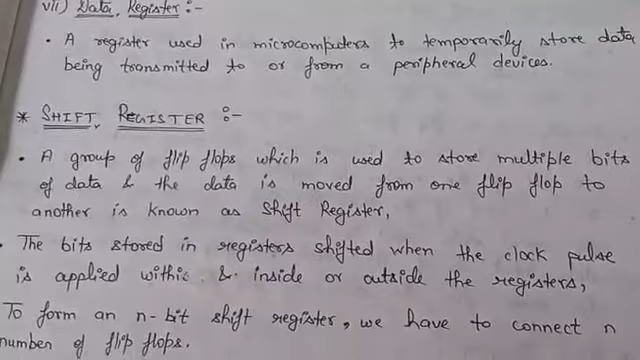 vii) Data Register :-
• A register used in microcomputers to temporarily store data
being transmitted to or from a peripheral devices.
* SHIFT REGISTER :-
• A group of flip flops which is used to store multiple bits
of data & the data is moved from one flip flop to
another is known as Shift Register,
• The bits stored in registers shifted when the clock pulse
is applied within & inside or outside the registers,
To form an n-bit shift register, we have to connect n
number of flip flops.